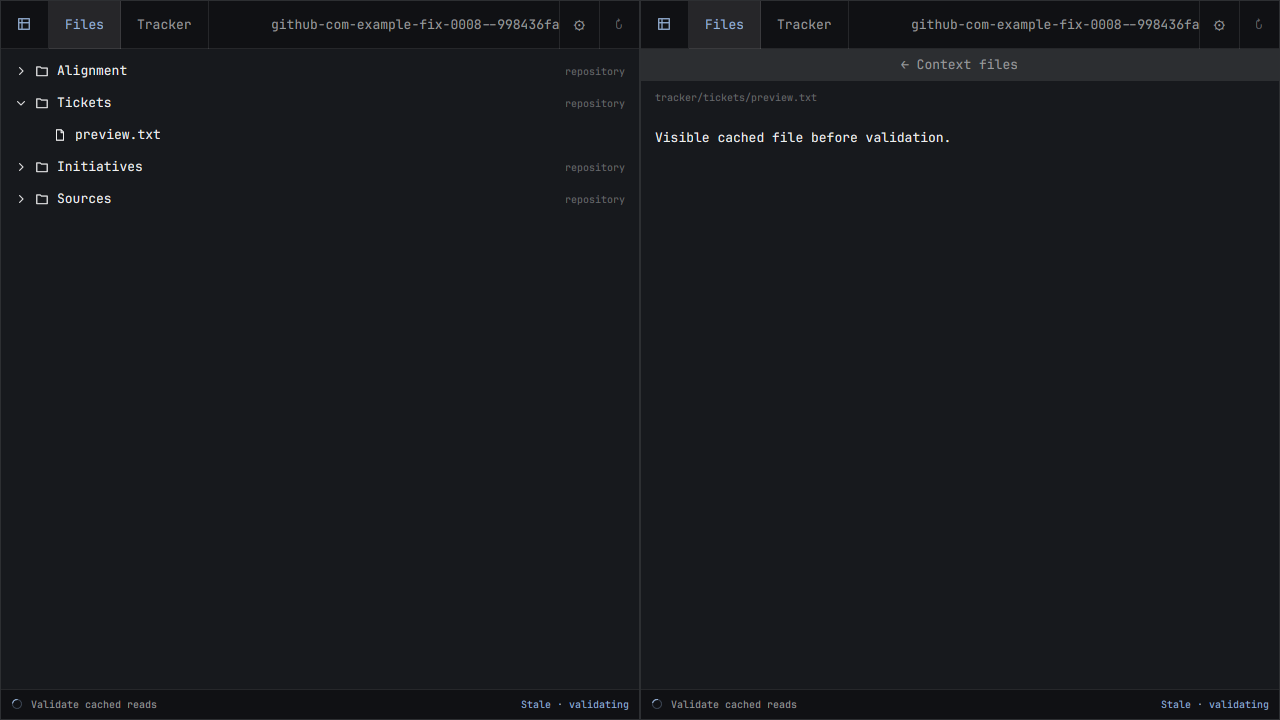 Files Tracker github-com-example-fix-0008--998436fa
Alignment repository
Tickets repository
preview.txt
Initiatives repository
Sources repository
Validate cached reads Stale · validating
Files Tracker github-com-example-fix-0008--998436fa
← Context files
tracker/tickets/preview.txt
Visible cached file before validation.
Validate cached reads Stale · validating